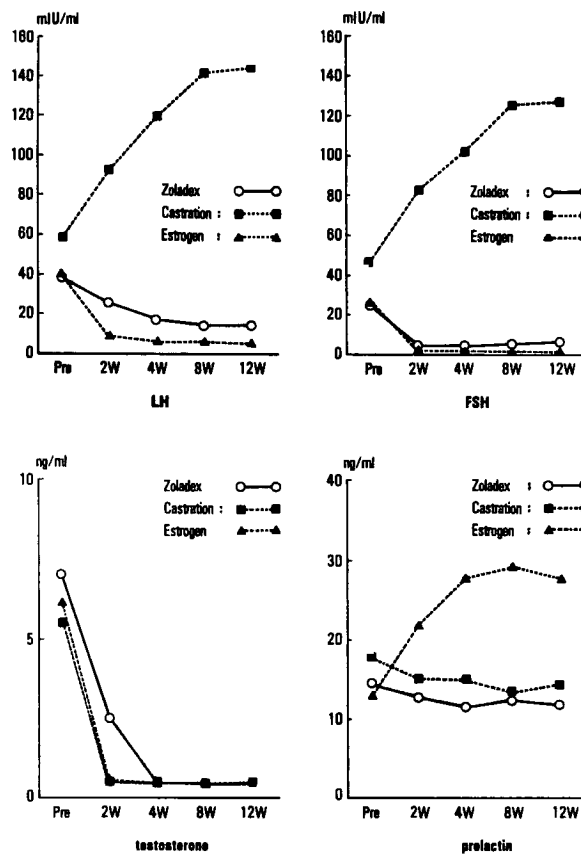 mIU/ml
160
140
120
100
80
60
40
20
0
Zoladex
Castration :
Estrogen :
Pre 2W 4W 8W 12W
LH
mIU/ml
160
140
120
100
80
60
40
20
0
Zoladex :
Castration :
Estrogen :
Pre 2W 4W 8W 12W
FSH
ng/ml
10
5
0
Zoladex
Castration :
Estrogen
Pre 2W 4W 8W 12W
testosterone
ng/ml
40
30
20
10
0
Zoladex :
Castration :
Estrogen :
Pre 2W 4W 8W 12W
prolactin